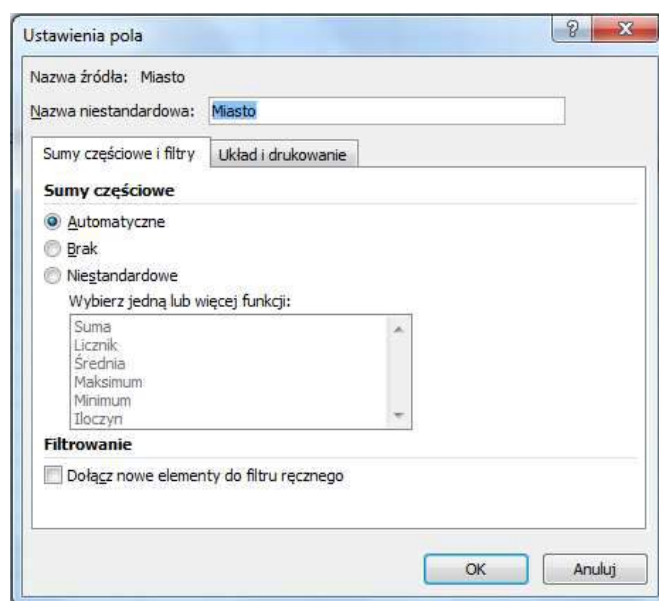 Ustawienia pola
Nazwa źródła: Miasto
Nazwa niestandardowa: Miasto
Sumy częściowe i filtry Układ i drukowanie
Sumy częściowe
Automatyczne
Brak
Niestandardowe
Wybierz jedną lub więcej funkcji:
Suma
Licznik
Średnia
Maksimum
Minimum
Iloczyn
Filtrowanie
Dołącz nowe elementy do filtru ręcznego
OK Anuluj